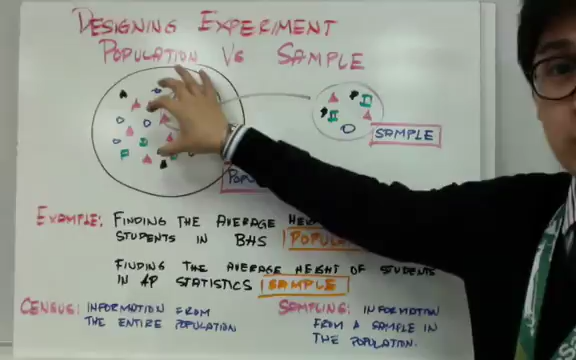 DESIGNING EXPERIMENT
POPULATION VS SAMPLE
SAMPLE
EXAMPLE: FINDING THE AVERAGE
STUDENTS IN BHS
FINDING THE AVERAGE HEIGHT OF STUDENTS
IN AP STATISTICS SAMPLE
CENSUS: INFORMATION FROM
THE ENTIRE POPULATION
SAMPLING: INFORMATION
FROM A SAMPLE IN
THE POPULATION.